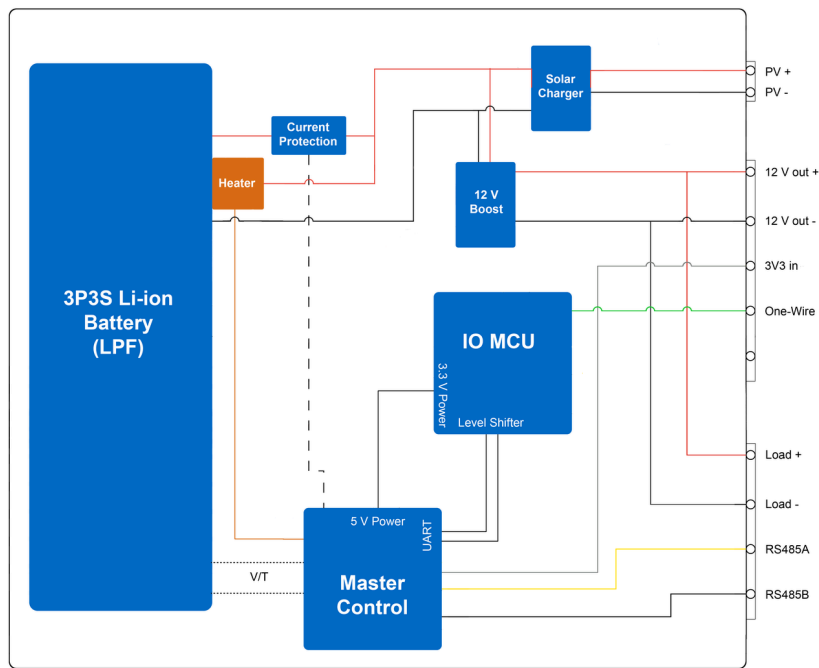 Solar
Charger
PV +
PV -
Current
Protection
Heater
12 V
Boost
12 V out +
12 V out -
3V3 in
One-Wire
3P3S Li-ion
Battery
(LPF)
IO MCU
3.3 V Power
Level Shifter
Load +
Load -
5 V Power
UART
RS485A
V/T
Master
Control
RS485B